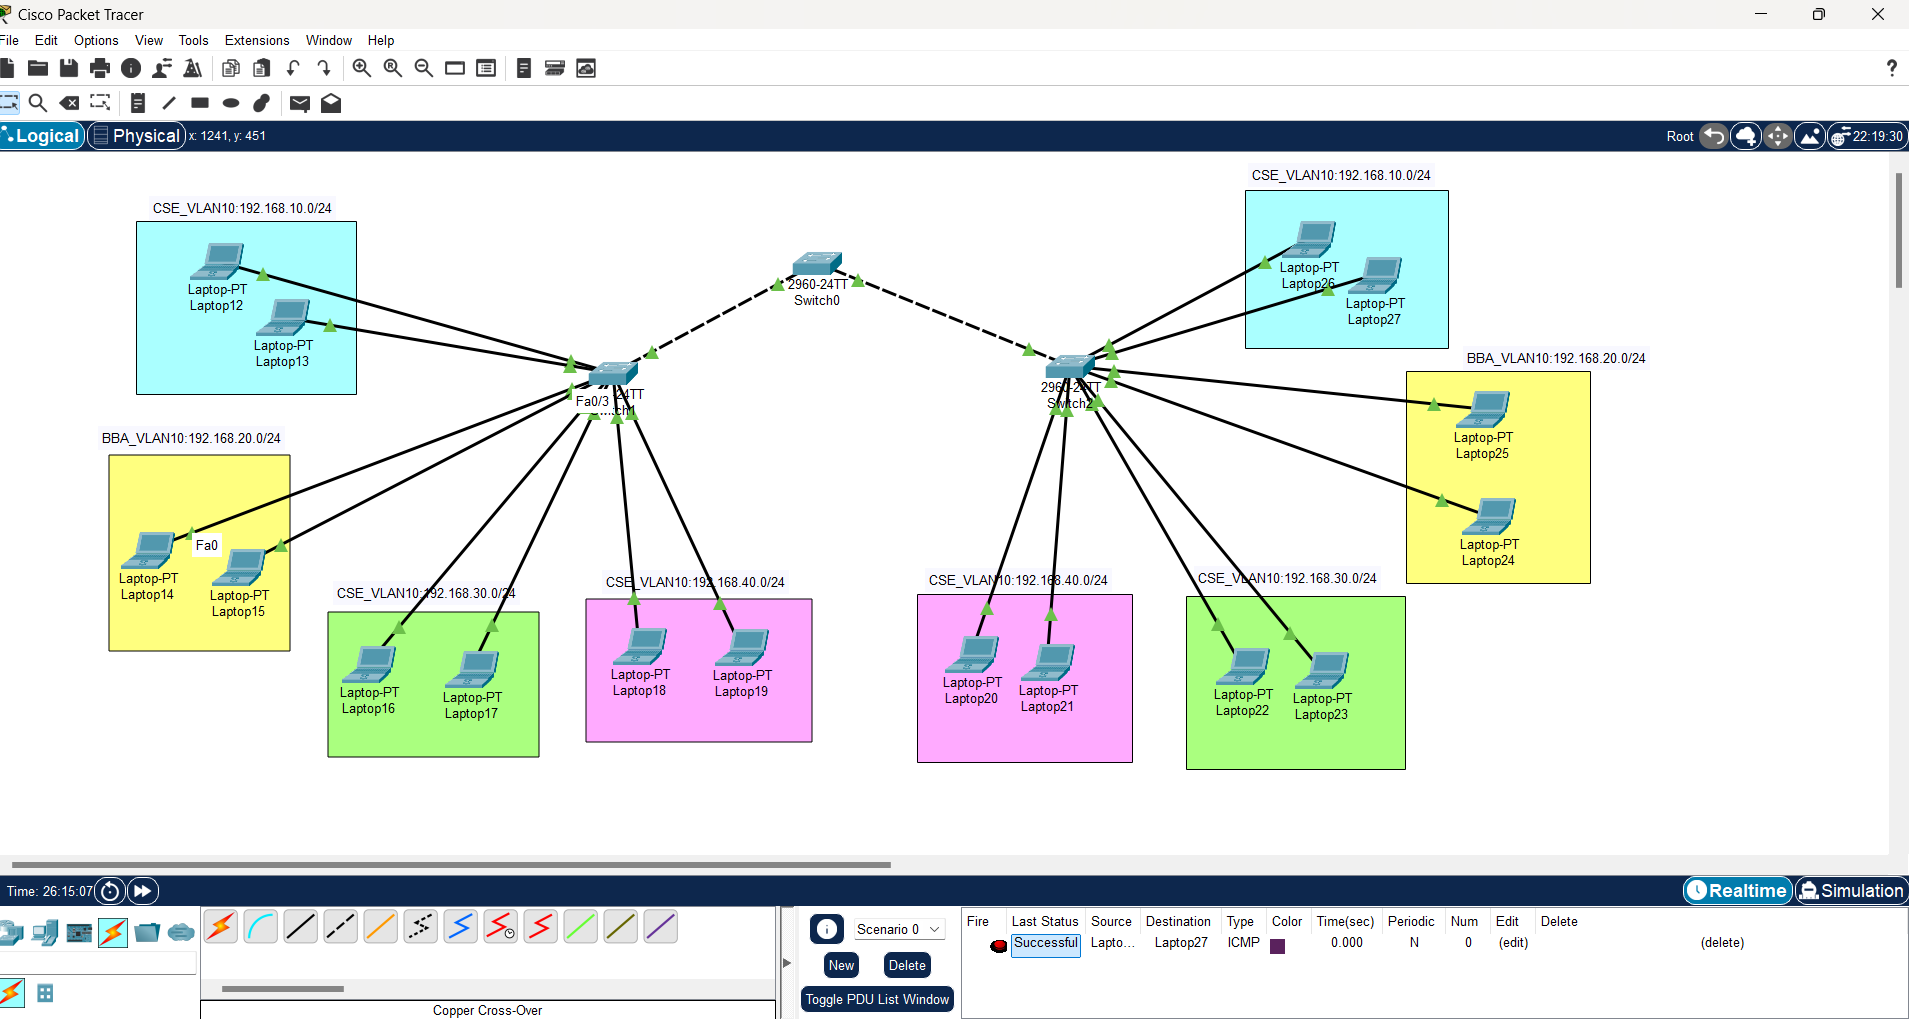 Cisco Packet Tracer
File Edit Options View Tools Extensions Window Help
Logical Physical x: 1241, y: 451 Root 22:19:30
CSE_VLAN10:192.168.10.0/24
Laptop-PT
Laptop12
Laptop-PT
Laptop13
2960-24TT
Switch0
CSE_VLAN10:192.168.10.0/24
Laptop-PT
Laptop26
Laptop-PT
Laptop27
BBA_VLAN10:192.168.20.0/24
Laptop-PT
Laptop25
Laptop-PT
Laptop24
24TT
Fa0/3
2960-24TT
Switch2
BBA_VLAN10:192.168.20.0/24
Laptop-PT
Laptop14
Fa0
Laptop-PT
Laptop15
CSE_VLAN10:192.168.30.0/24
Laptop-PT
Laptop16
Laptop-PT
Laptop17
CSE_VLAN10:192.168.40.0/24
Laptop-PT
Laptop18
Laptop-PT
Laptop19
CSE_VLAN10:192.168.40.0/24
Laptop-PT
Laptop20
Laptop-PT
Laptop21
CSE_VLAN10:192.168.30.0/24
Laptop-PT
Laptop22
Laptop-PT
Laptop23
Time: 26:15:07 Realtime Simulation
Scenario 0
New Delete
Toggle PDU List Window
Fire Last Status Source Destination Type Color Time(sec) Periodic Num Edit Delete
Successful Lapto... Laptop27 ICMP 0.000 N 0 (edit) (delete)
Copper Cross-Over